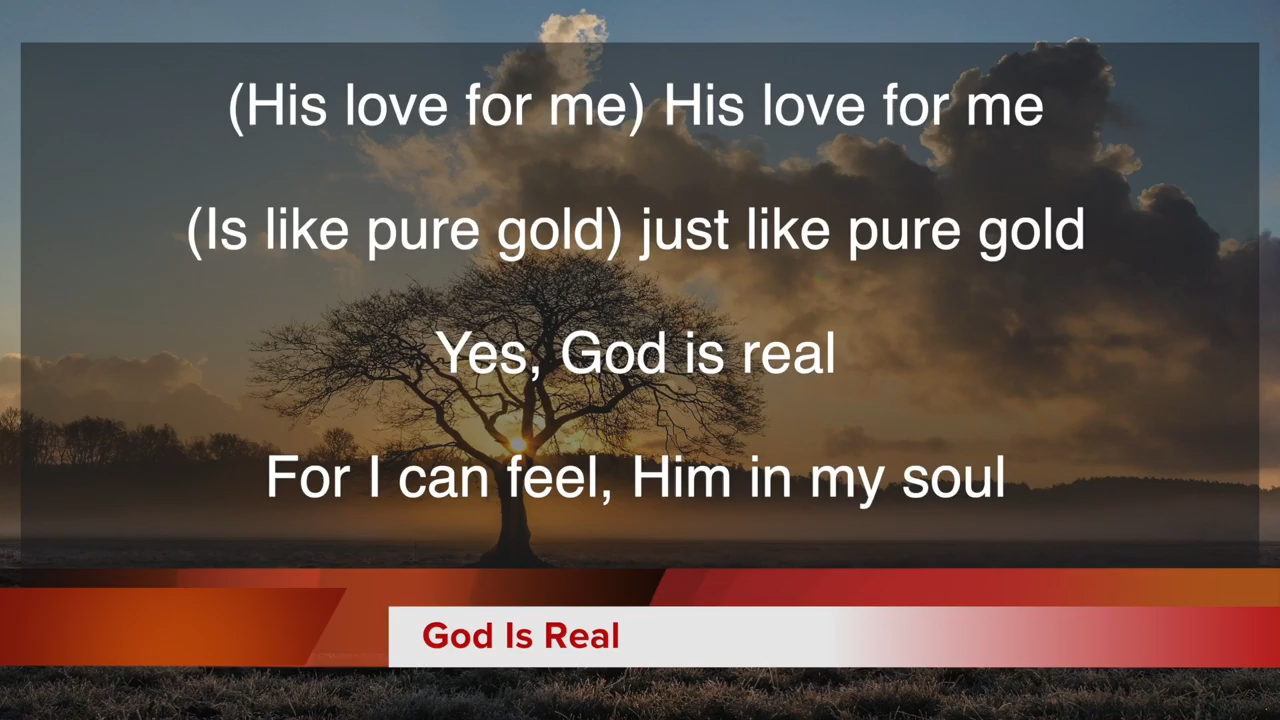 (His love for me) His love for me
(Is like pure gold) just like pure gold
Yes, God is real
For I can feel, Him in my soul
God Is Real